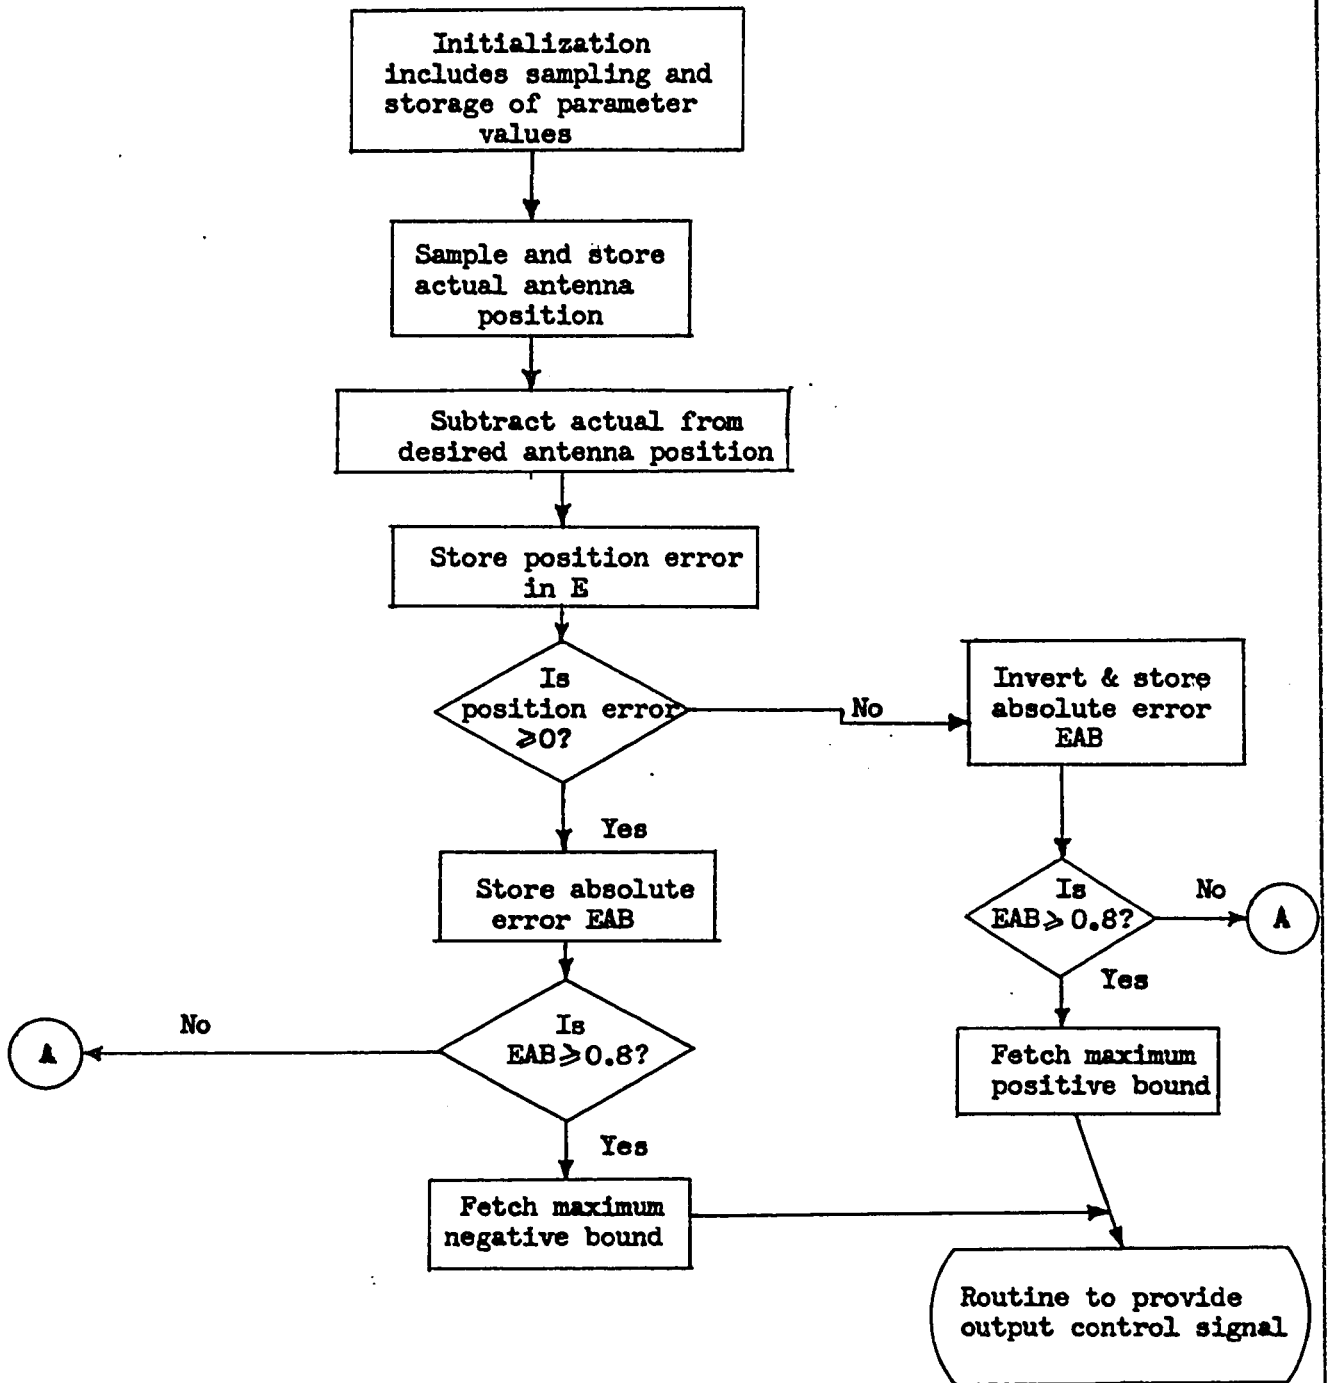 Initialization
includes sampling and
storage of parameter
values
Sample and store
actual antenna
position
Subtract actual from
desired antenna position
Store position error
in E
Is
position error
⩾0?
No
Invert & store
absolute error
EAB
Yes
Store absolute
error EAB
Is
EAB⩾0.8?
No
A
Yes
Is
EAB⩾0.8?
No
A
Yes
Fetch maximum
positive bound
Fetch maximum
negative bound
Routine to provide
output control signal